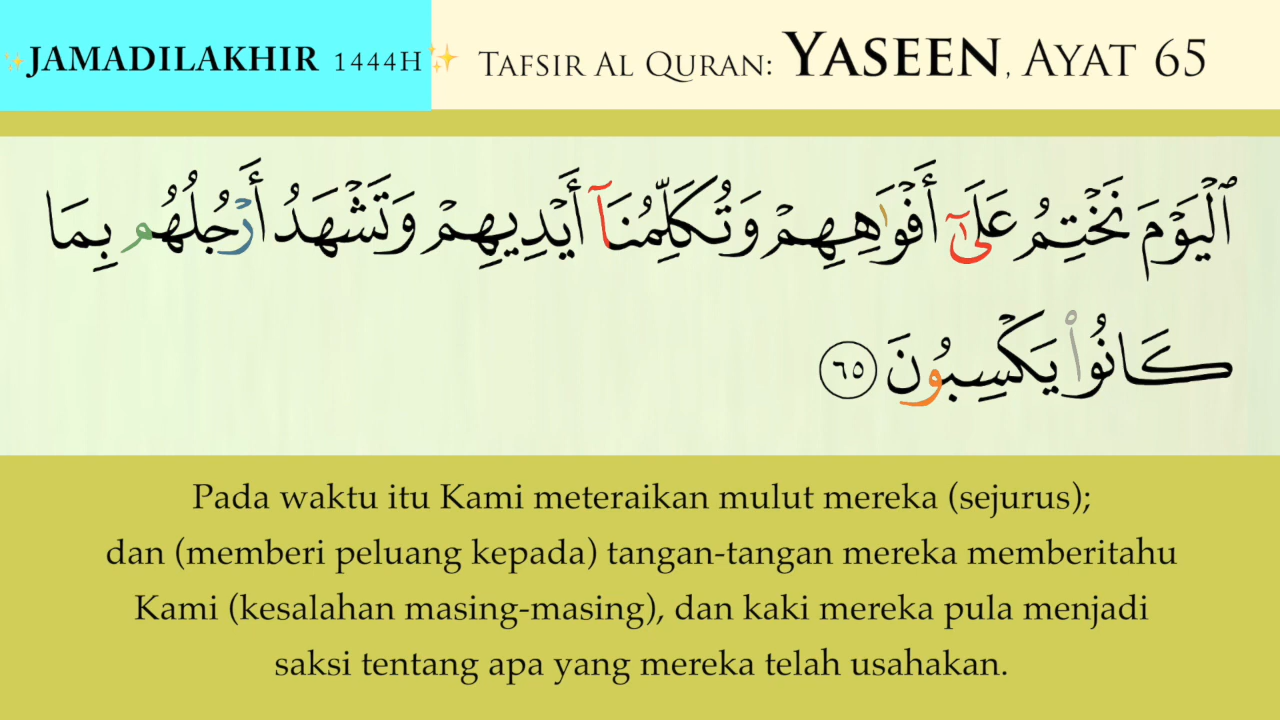 ✨JAMADILAKHIR 1444H✨ TAFSIR AL QURAN: YASEEN, AYAT 65
ٱلْيَوْمَ نَخْتِمُ عَلَىٰٓ أَفْوَٰهِهِمْ وَتُكَلِّمُنَآ أَيْدِيهِمْ وَتَشْهَدُ أَرْجُلُهُم بِمَا
كَانُوا۟ يَكْسِبُونَ ٦٥
Pada waktu itu Kami meteraikan mulut mereka (sejurus);
dan (memberi peluang kepada) tangan-tangan mereka memberitahu
Kami (kesalahan masing-masing), dan kaki mereka pula menjadi
saksi tentang apa yang mereka telah usahakan.